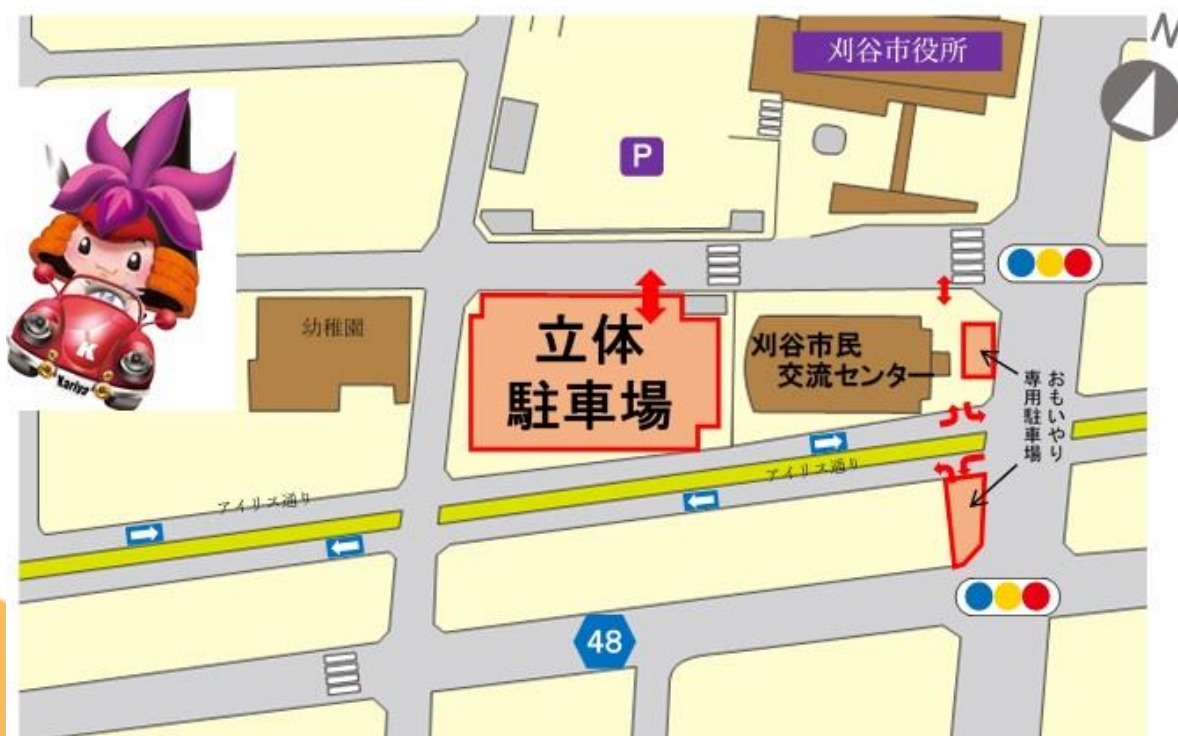 N
刈谷市役所
P
幼稚園
立体
駐車場
刈谷市民
交流センター
おもいやり
専用駐車場
アイリス通り
アイリス通り
48
K
Kariya